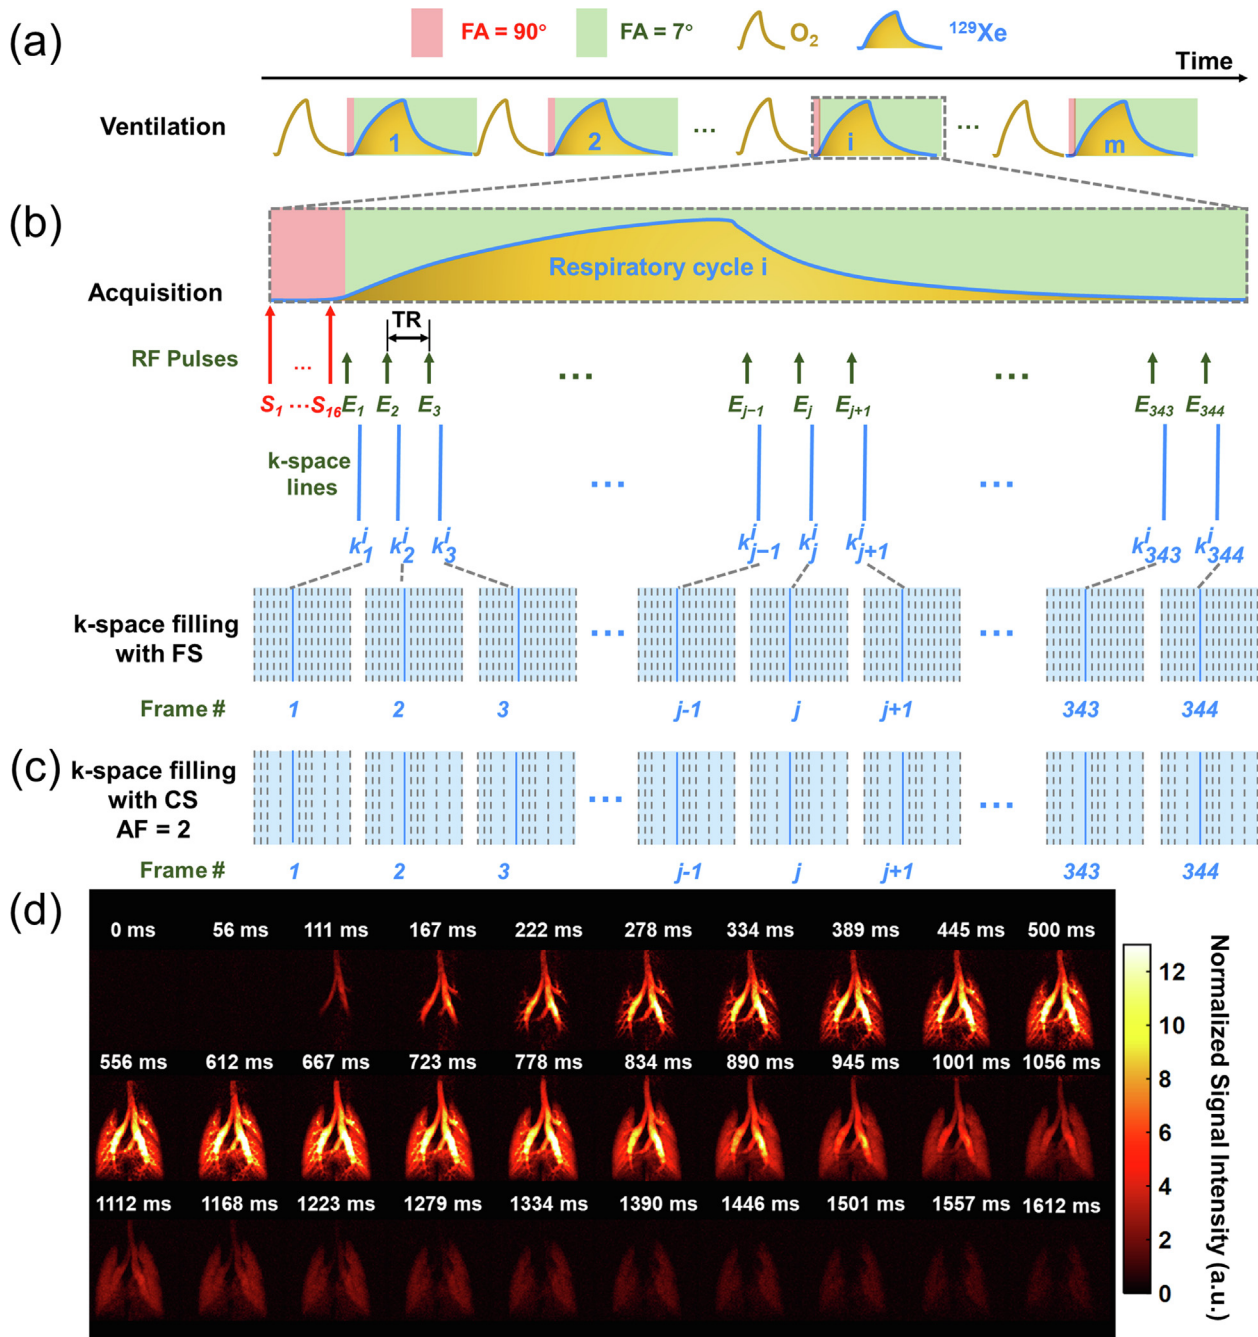 (a)
FA = 90° FA = 7° O2 129Xe
Time
Ventilation
1 2 ... i ... m
(b)
Respiratory cycle i
Acquisition
TR
RF Pulses
... ... ...
S1 ... S16 E1 E2 E3 Ej−1 Ej Ej+1 E343 E344
k-space
lines
... ...
k1i k2i k3i kj−1i kji kj+1i k343i k344i
k-space filling
with FS
... ...
Frame # 1 2 3 j-1 j j+1 343 344
(c)
k-space filling
with CS
AF = 2
... ...
Frame # 1 2 3 j-1 j j+1 343 344
(d)
0 ms 56 ms 111 ms 167 ms 222 ms 278 ms 334 ms 389 ms 445 ms 500 ms
556 ms 612 ms 667 ms 723 ms 778 ms 834 ms 890 ms 945 ms 1001 ms 1056 ms
1112 ms 1168 ms 1223 ms 1279 ms 1334 ms 1390 ms 1446 ms 1501 ms 1557 ms 1612 ms
12
10
8
6
4
2
0
Normalized Signal Intensity (a.u.)